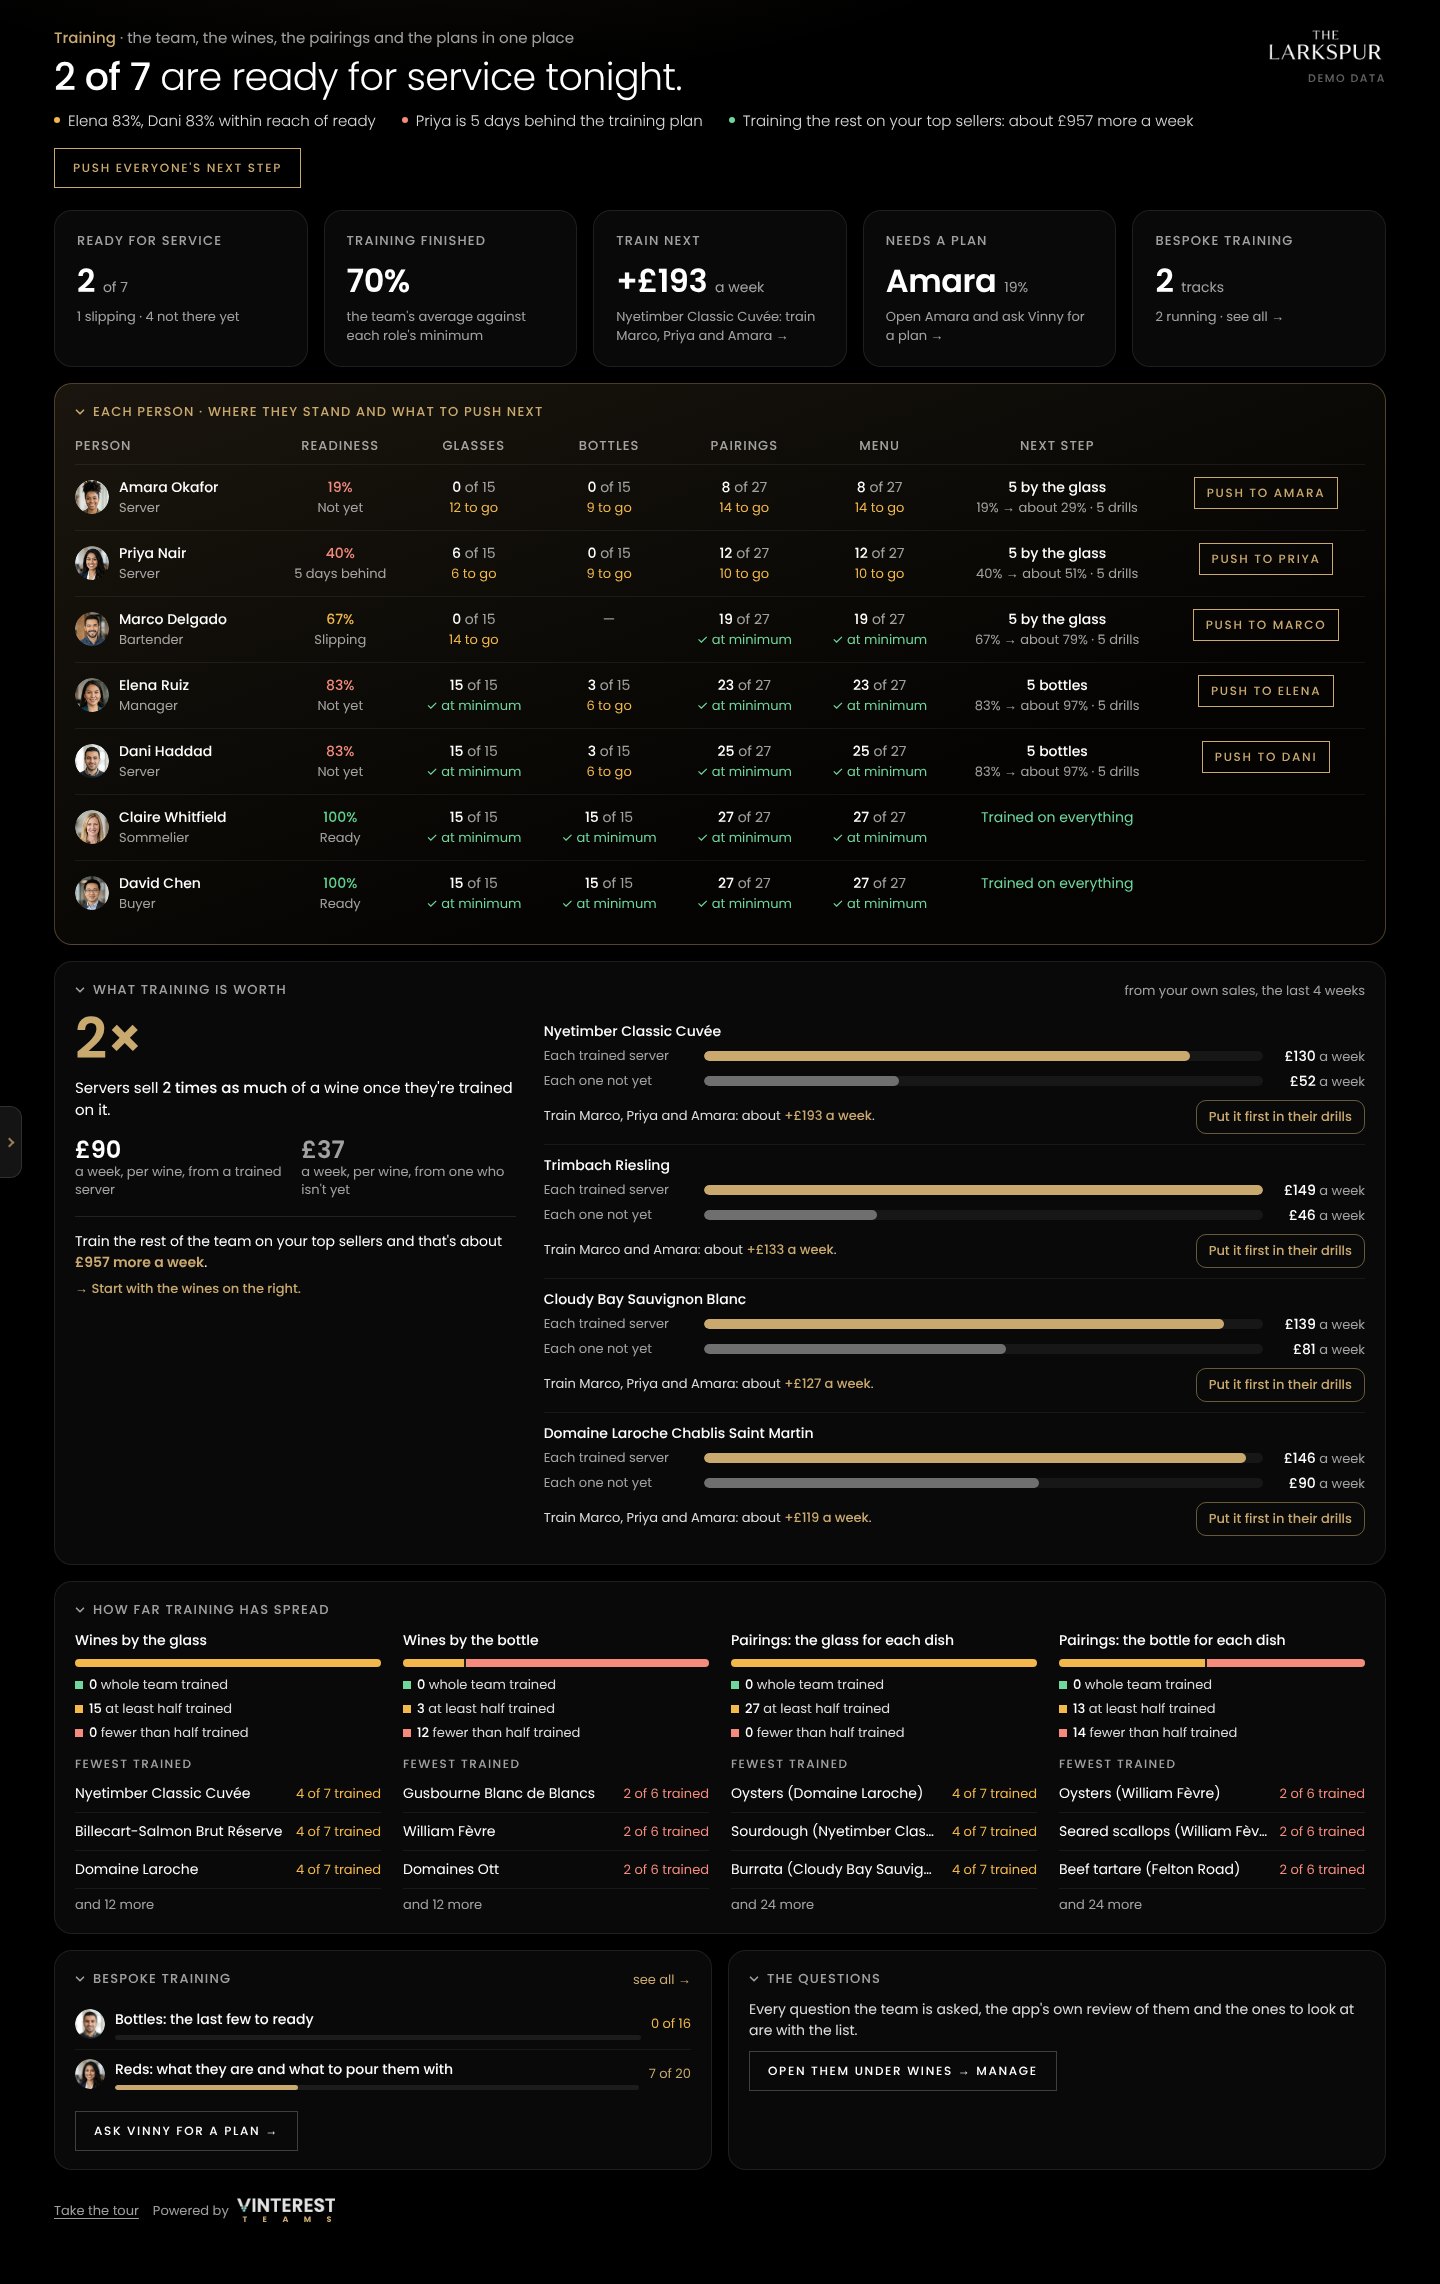 Training · the team, the wines, the pairings and the plans in one place
THE
LARKSPUR
DEMO DATA
2 of 7 are ready for service tonight.
Elena 83%, Dani 83% within reach of ready
Priya is 5 days behind the training plan
Training the rest on your top sellers: about £957 more a week
PUSH EVERYONE'S NEXT STEP
READY FOR SERVICE
2 of 7
1 slipping · 4 not there yet
TRAINING FINISHED
70%
the team's average against
each role's minimum
TRAIN NEXT
+£193 a week
Nyetimber Classic Cuvée: train
Marco, Priya and Amara →
NEEDS A PLAN
Amara 19%
Open Amara and ask Vinny for
a plan →
BESPOKE TRAINING
2 tracks
2 running · see all →
EACH PERSON · WHERE THEY STAND AND WHAT TO PUSH NEXT
PERSON READINESS GLASSES BOTTLES PAIRINGS MENU NEXT STEP
Amara Okafor 19% 0 of 15 0 of 15 8 of 27 8 of 27 5 by the glass PUSH TO AMARA
Server Not yet 12 to go 9 to go 14 to go 14 to go 19% → about 29% · 5 drills
Priya Nair 40% 6 of 15 0 of 15 12 of 27 12 of 27 5 by the glass PUSH TO PRIYA
Server 5 days behind 6 to go 9 to go 10 to go 10 to go 40% → about 51% · 5 drills
Marco Delgado 67% 0 of 15 — 19 of 27 19 of 27 5 by the glass PUSH TO MARCO
Bartender Slipping 14 to go ✓ at minimum ✓ at minimum 67% → about 79% · 5 drills
Elena Ruiz 83% 15 of 15 3 of 15 23 of 27 23 of 27 5 bottles PUSH TO ELENA
Manager Not yet ✓ at minimum 6 to go ✓ at minimum ✓ at minimum 83% → about 97% · 5 drills
Dani Haddad 83% 15 of 15 3 of 15 25 of 27 25 of 27 5 bottles PUSH TO DANI
Server Not yet ✓ at minimum 6 to go ✓ at minimum ✓ at minimum 83% → about 97% · 5 drills
Claire Whitfield 100% 15 of 15 15 of 15 27 of 27 27 of 27 Trained on everything
Sommelier Ready ✓ at minimum ✓ at minimum ✓ at minimum ✓ at minimum
David Chen 100% 15 of 15 15 of 15 27 of 27 27 of 27 Trained on everything
Buyer Ready ✓ at minimum ✓ at minimum ✓ at minimum ✓ at minimum
WHAT TRAINING IS WORTH
from your own sales, the last 4 weeks
2×
Servers sell 2 times as much of a wine once they're trained
on it.
£90
a week, per wine, from a trained
server
£37
a week, per wine, from one who
isn't yet
Train the rest of the team on your top sellers and that's about
£957 more a week.
→ Start with the wines on the right.
Nyetimber Classic Cuvée
Each trained server £130 a week
Each one not yet £52 a week
Train Marco, Priya and Amara: about +£193 a week. Put it first in their drills
Trimbach Riesling
Each trained server £149 a week
Each one not yet £46 a week
Train Marco and Amara: about +£133 a week. Put it first in their drills
Cloudy Bay Sauvignon Blanc
Each trained server £139 a week
Each one not yet £81 a week
Train Marco, Priya and Amara: about +£127 a week. Put it first in their drills
Domaine Laroche Chablis Saint Martin
Each trained server £146 a week
Each one not yet £90 a week
Train Marco, Priya and Amara: about +£119 a week. Put it first in their drills
HOW FAR TRAINING HAS SPREAD
Wines by the glass
0 whole team trained
15 at least half trained
0 fewer than half trained
FEWEST TRAINED
Nyetimber Classic Cuvée 4 of 7 trained
Billecart-Salmon Brut Réserve 4 of 7 trained
Domaine Laroche 4 of 7 trained
and 12 more
Wines by the bottle
0 whole team trained
3 at least half trained
12 fewer than half trained
FEWEST TRAINED
Gusbourne Blanc de Blancs 2 of 6 trained
William Fèvre 2 of 6 trained
Domaines Ott 2 of 6 trained
and 12 more
Pairings: the glass for each dish
0 whole team trained
27 at least half trained
0 fewer than half trained
FEWEST TRAINED
Oysters (Domaine Laroche) 4 of 7 trained
Sourdough (Nyetimber Clas... 4 of 7 trained
Burrata (Cloudy Bay Sauvig... 4 of 7 trained
and 24 more
Pairings: the bottle for each dish
0 whole team trained
13 at least half trained
14 fewer than half trained
FEWEST TRAINED
Oysters (William Fèvre) 2 of 6 trained
Seared scallops (William Fèv... 2 of 6 trained
Beef tartare (Felton Road) 2 of 6 trained
and 24 more
BESPOKE TRAINING see all →
Bottles: the last few to ready 0 of 16
Reds: what they are and what to pour them with 7 of 20
ASK VINNY FOR A PLAN →
THE QUESTIONS
Every question the team is asked, the app's own review of them and the ones to look at
are with the list.
OPEN THEM UNDER WINES → MANAGE
Take the tour Powered by VINTEREST
TEAMS